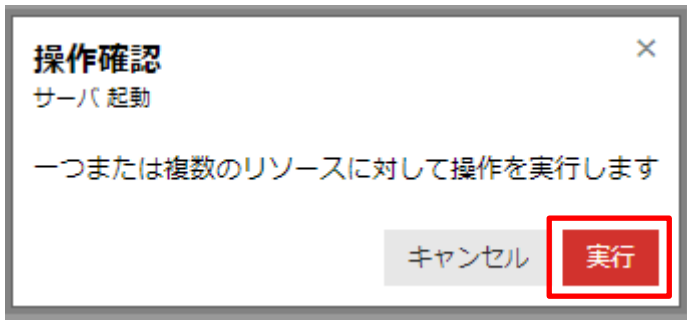 操作確認
×
サーバ 起動
一つまたは複数のリソースに対して操作を実行します
キャンセル 実行